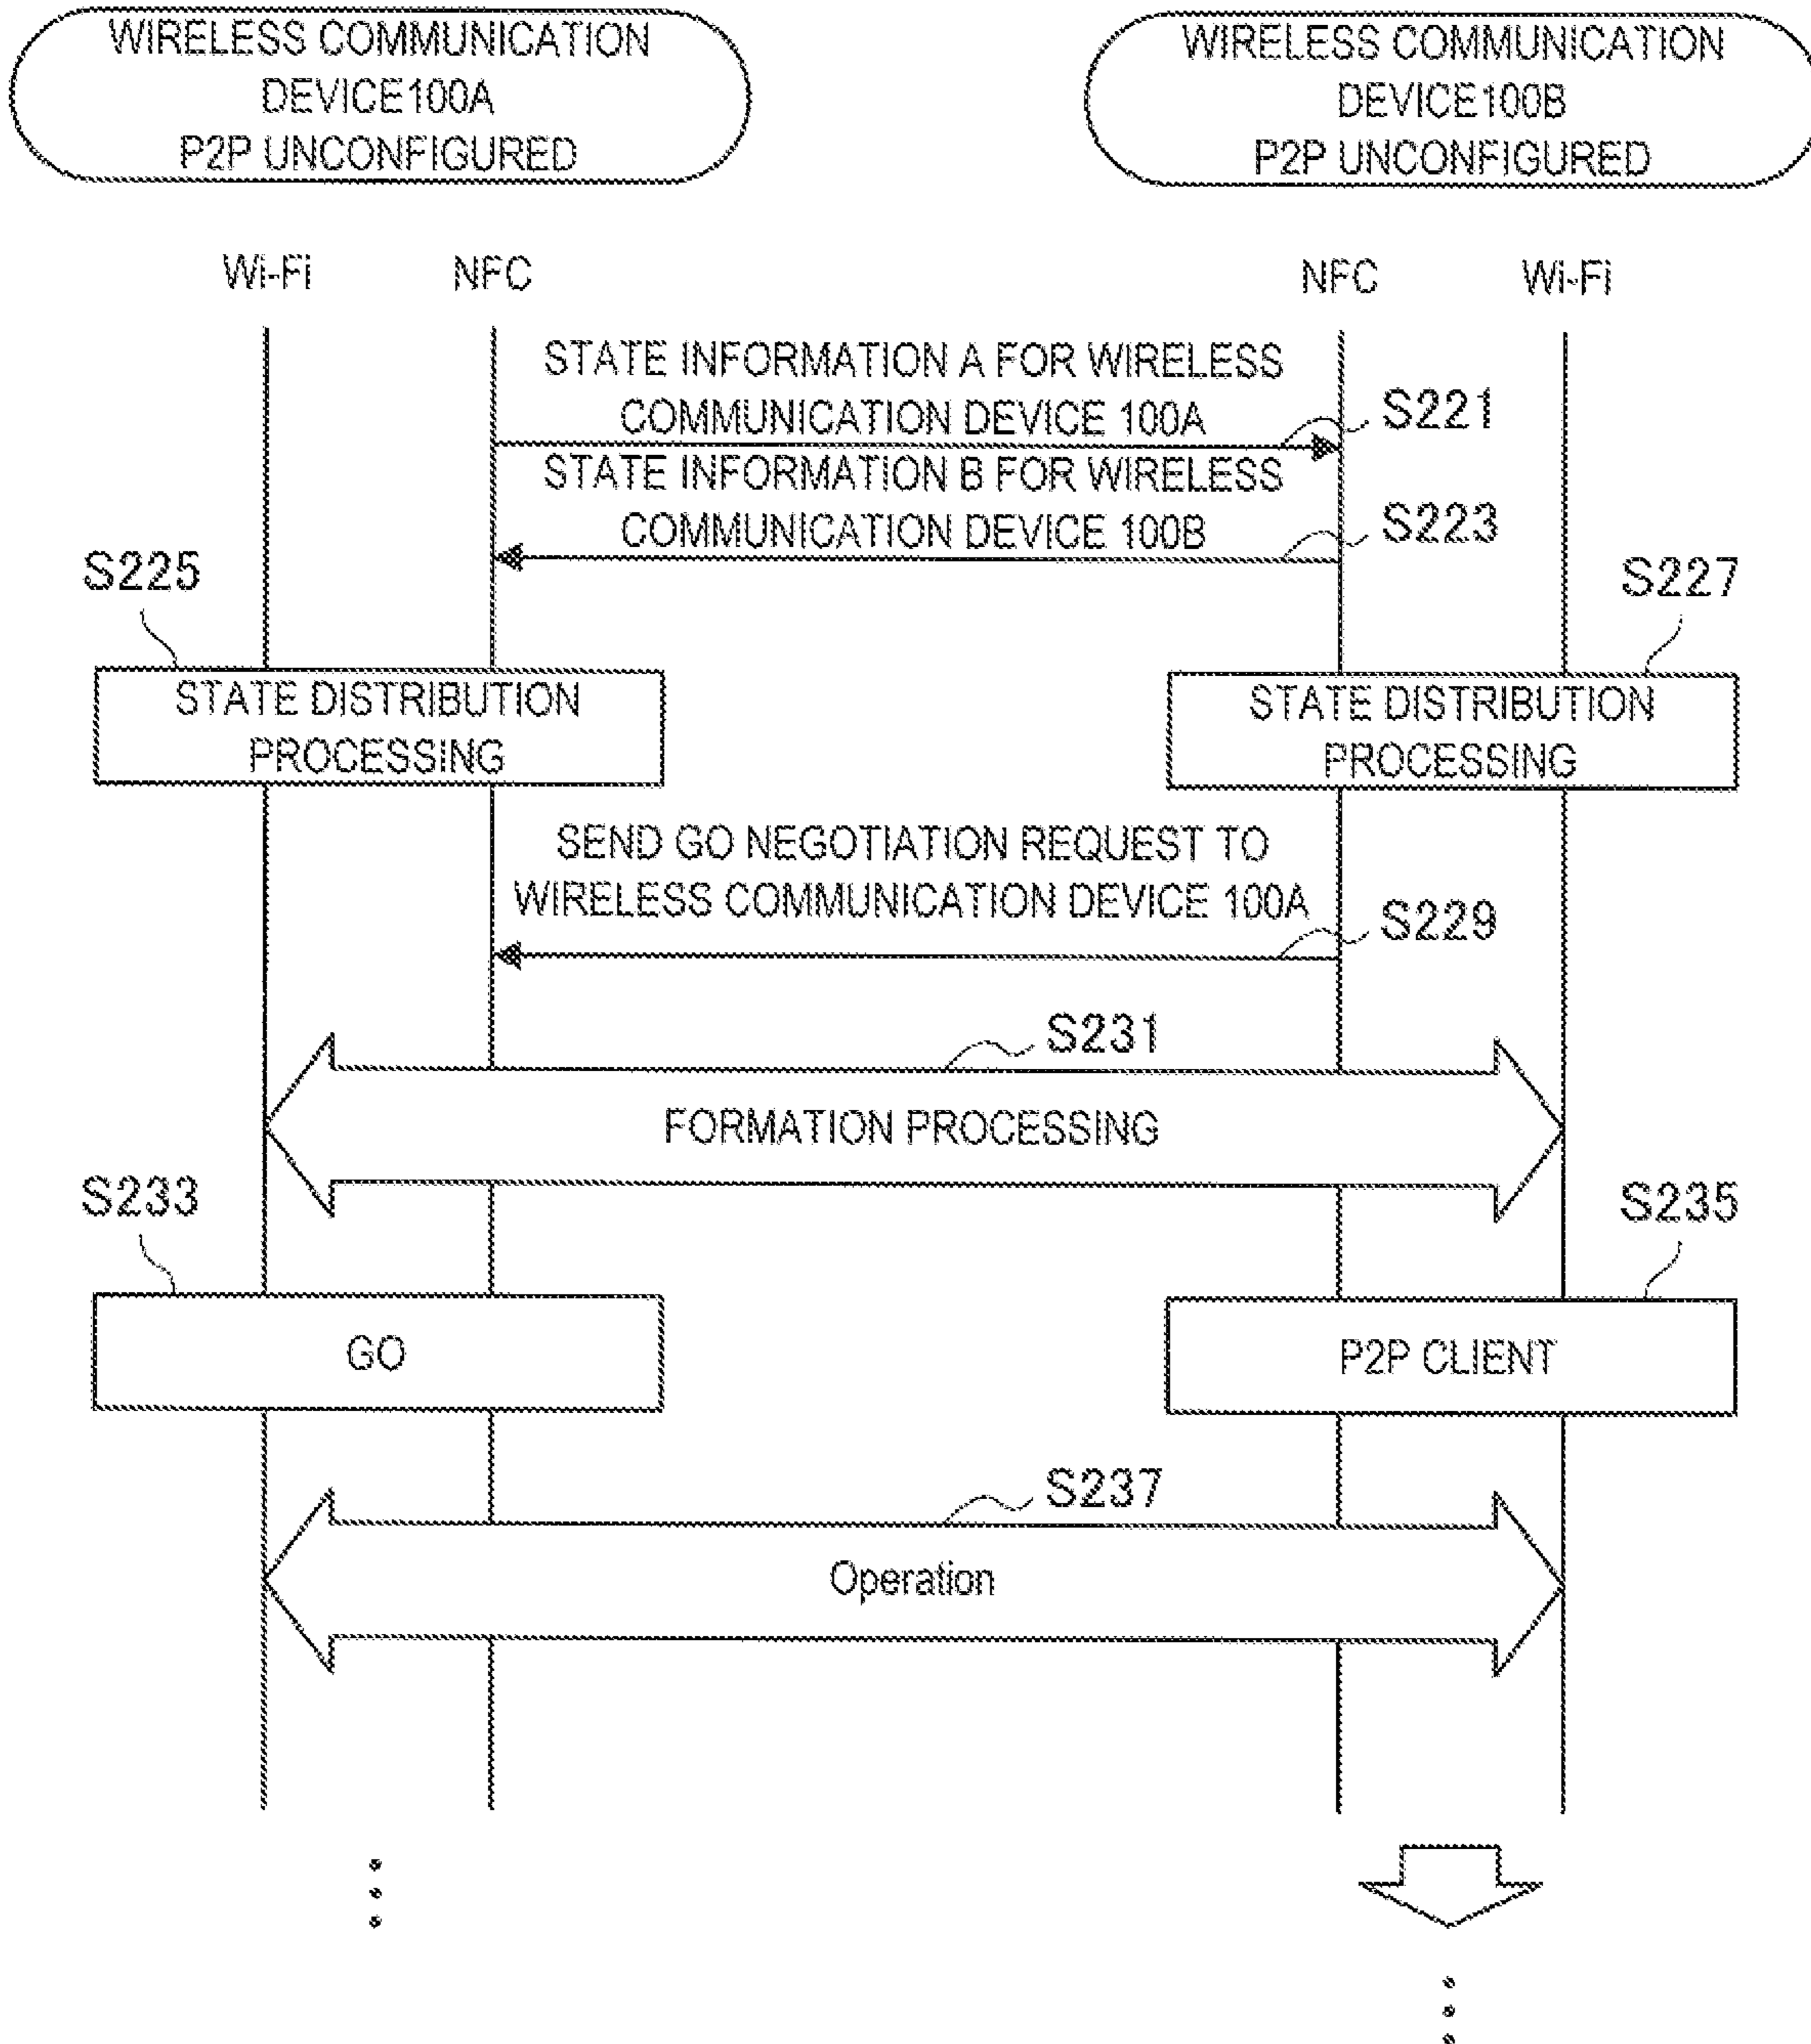 WIRELESS COMMUNICATION
DEVICE100A
P2P UNCONFIGURED
WIRELESS COMMUNICATION
DEVICE100B
P2P UNCONFIGURED
Wi-Fi
NFC
NFC
Wi-Fi
STATE INFORMATION A FOR WIRELESS
COMMUNICATION DEVICE 100A
S221
STATE INFORMATION B FOR WIRELESS
COMMUNICATION DEVICE 100B
S223
S225
S227
STATE DISTRIBUTION
PROCESSING
STATE DISTRIBUTION
PROCESSING
SEND GO NEGOTIATION REQUEST TO
WIRELESS COMMUNICATION DEVICE 100A
S229
S231
FORMATION PROCESSING
S233
S235
GO
P2P CLIENT
S237
Operation